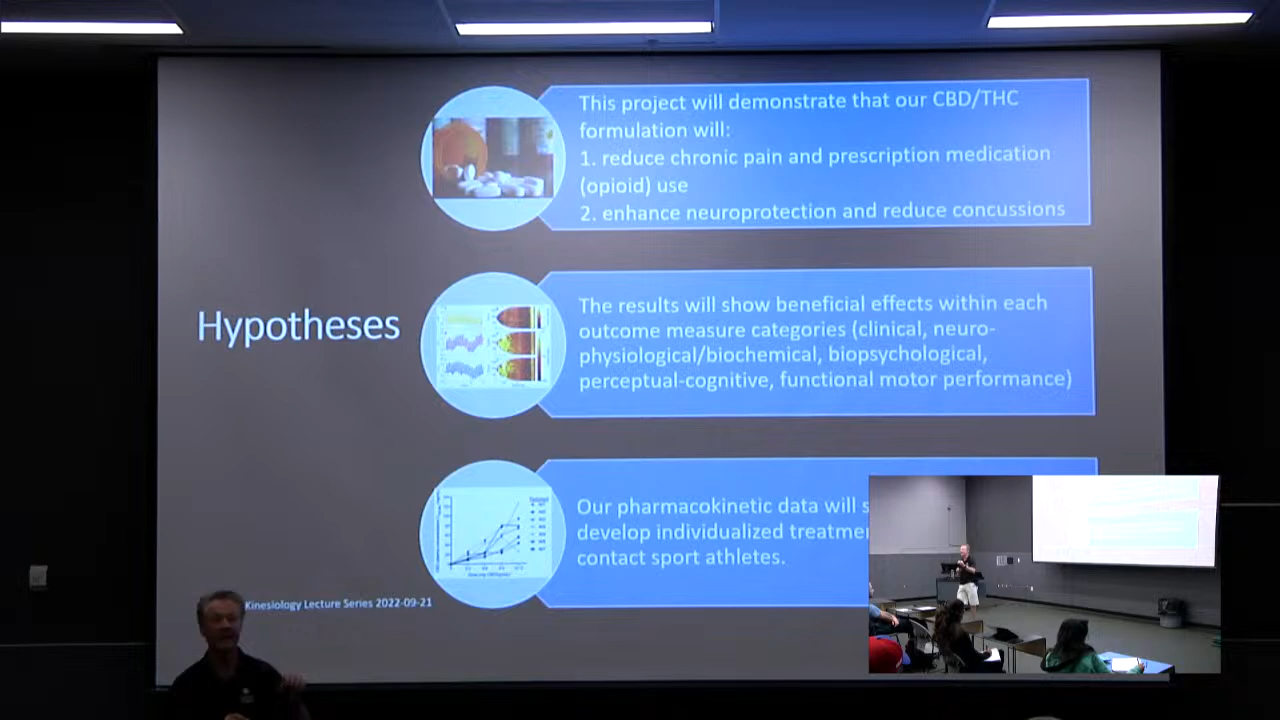 This project will demonstrate that our CBD/THC
formulation will:
1. reduce chronic pain and prescription medication
(opioid) use
2. enhance neuroprotection and reduce concussions
Hypotheses
The results will show beneficial effects within each
outcome measure categories (clinical, neuro-
physiological/biochemical, biopsychological,
perceptual-cognitive, functional motor performance)
Our pharmacokinetic data will
develop individualized
contact sport athletes.
Kinesiology Lecture Series 2022-09-21